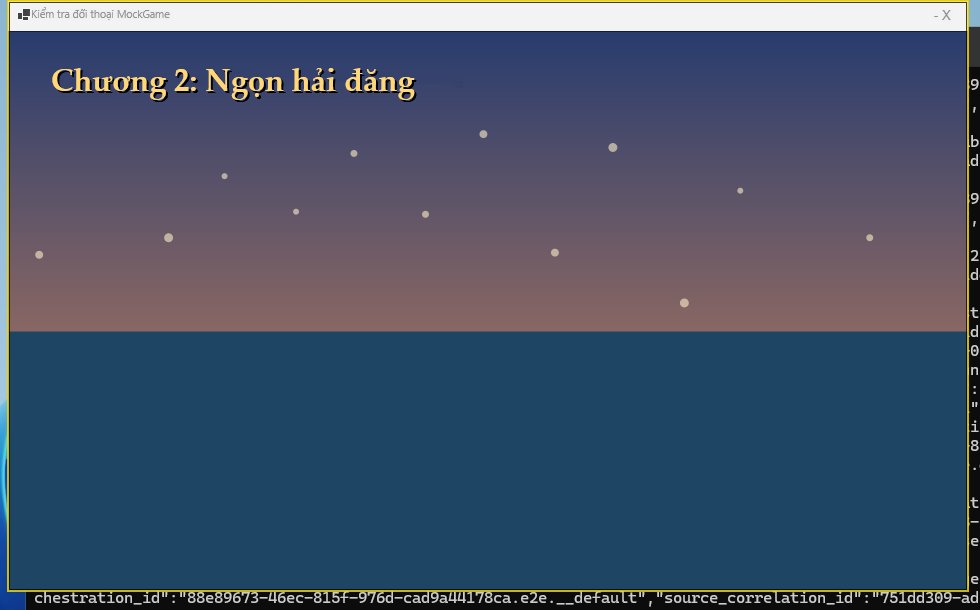 Kiểm tra đối thoại MockGame
- X
Chương 2: Ngọn hải đăng
chestration_id":"88e89673-46ec-815f-976d-cad9a44178ca.e2e.__default","source_correlation_id":"751dd309-ae